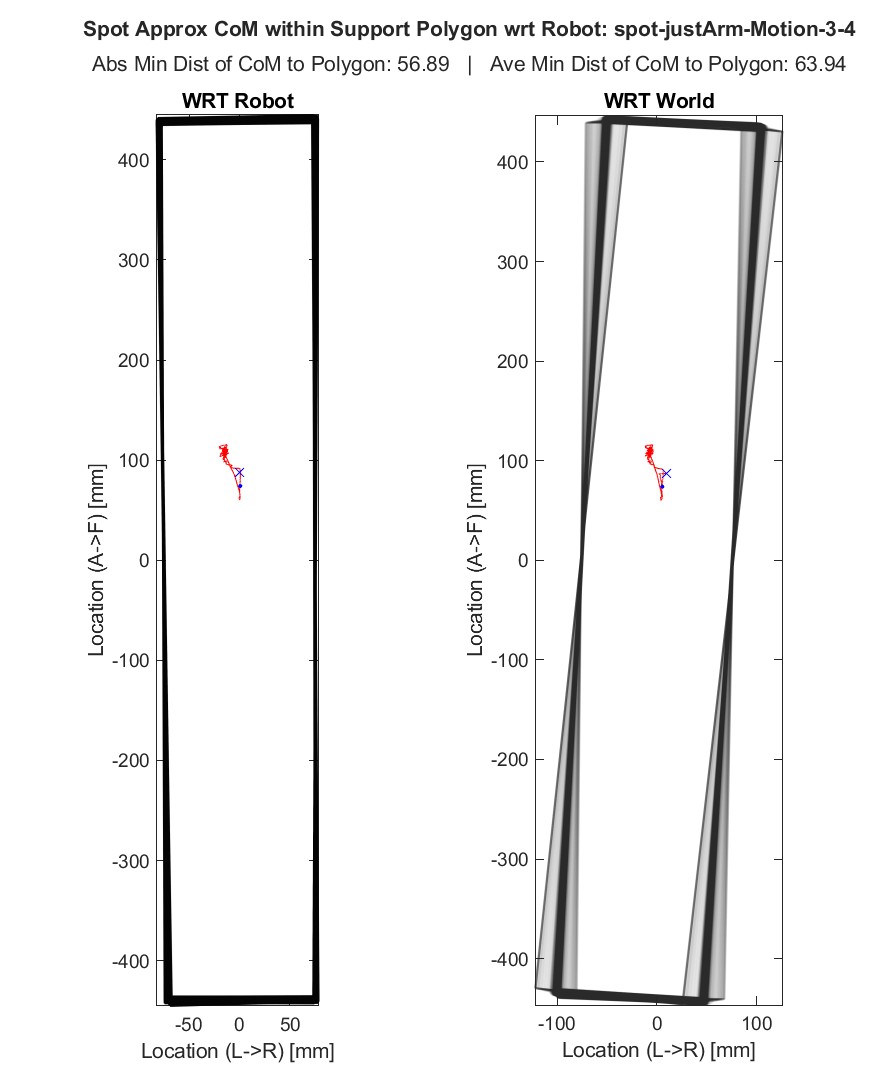 Spot Approx CoM within Support Polygon wrt Robot: spot-justArm-Motion-3-4
Abs Min Dist of CoM to Polygon: 56.89 | Ave Min Dist of CoM to Polygon: 63.94
WRT Robot
400
300
200
100
0
-100
-200
-300
-400
Location (A->F) [mm]
-50 0 50
Location (L->R) [mm]
WRT World
400
300
200
100
0
-100
-200
-300
-400
Location (A->F) [mm]
-100 0 100
Location (L->R) [mm]